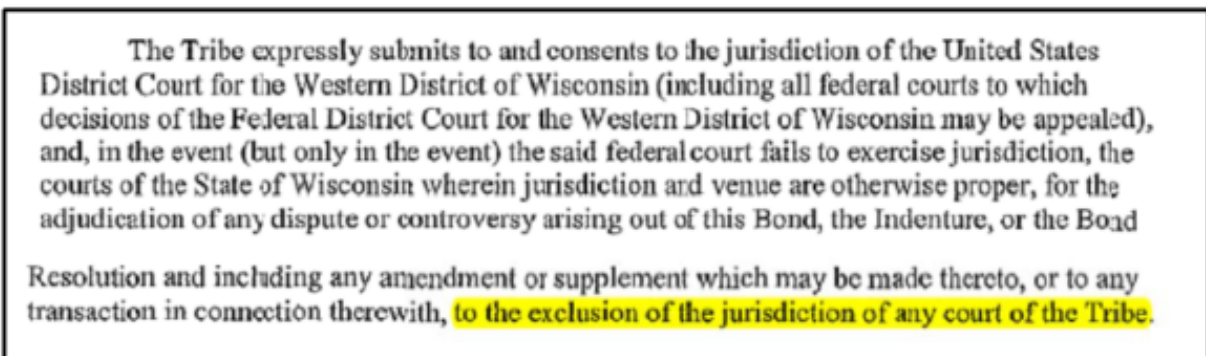 The Tribe expressly submits to and consents to the jurisdiction of the United States
District Court for the Western District of Wisconsin (including all federal courts to which
decisions of the Federal District Court for the Western District of Wisconsin may be appealed),
and, in the event (but only in the event) the said federal court fails to exercise jurisdiction, the
courts of the State of Wisconsin wherein jurisdiction and venue are otherwise proper, for the
adjudication of any dispute or controversy arising out of this Bond, the Indenture, or the Bond
Resolution and including any amendment or supplement which may be made thereto, or to any
transaction in connection therewith, to the exclusion of the jurisdiction of any court of the Tribe.